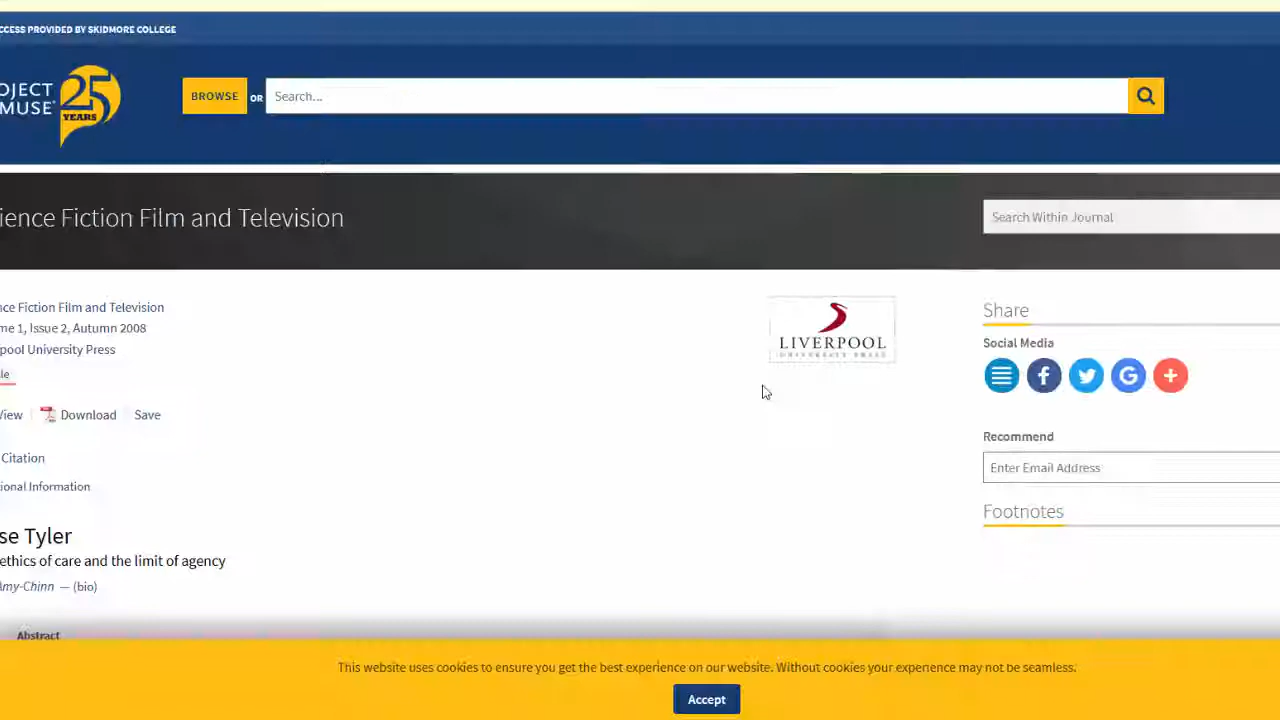 CCESS PROVIDED BY SKIDMORE COLLEGE
OJECT
MUSE
25
YEARS
BROWSE OR Search...
ience Fiction Film and Television
Search Within Journal
nce Fiction Film and Television
me 1, Issue 2, Autumn 2008
pool University Press
le
View Download Save
Citation
ional Information
se Tyler
ethics of care and the limit of agency
Amy-Chinn — (bio)
Abstract
LIVERPOOL
UNIVERSITY PRESS
Share
Social Media
Recommend
Enter Email Address
Footnotes
This website uses cookies to ensure you get the best experience on our website. Without cookies your experience may not be seamless.
Accept